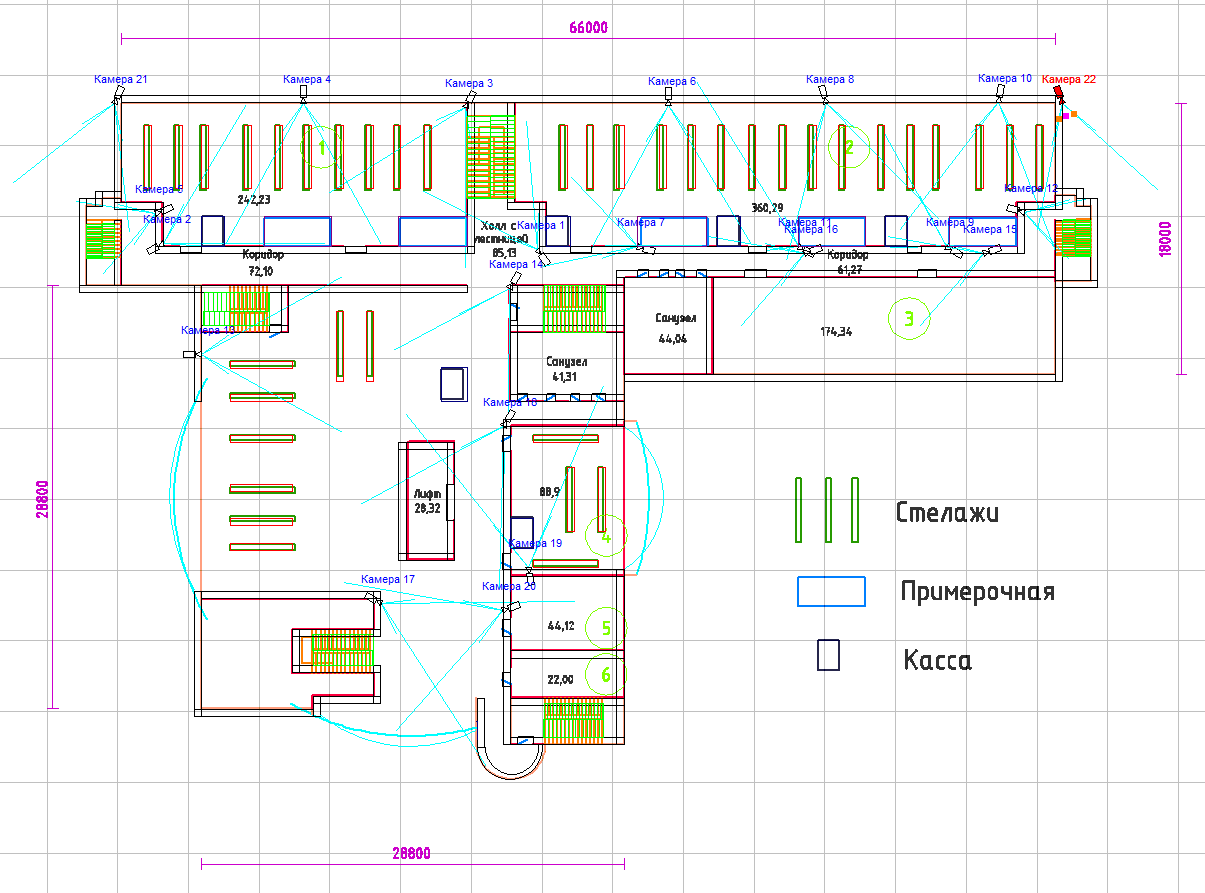 66000
Камера 21
Камера 4
Камера 3
Камера 6
Камера 8
Камера 10
Камера 22
1
2
Камера 5
Камера 12
242,23
360,29
Камера 2
Холл с
лестницей
85,13
Камера 1
Камера 7
Камера 11
Камера 16
Камера 9
Камера 15
18000
Коридор
72,10
Коридор
61,27
Камера 14
Санузел
44,04
3
174,34
Камера 13
Санузел
41,31
Камера 18
28800
Лифт
28,32
88,9
4
Камера 19
Стелажи
Камера 17
Камера 20
Примерочная
44,12
5
22,00
6
Касса
28800